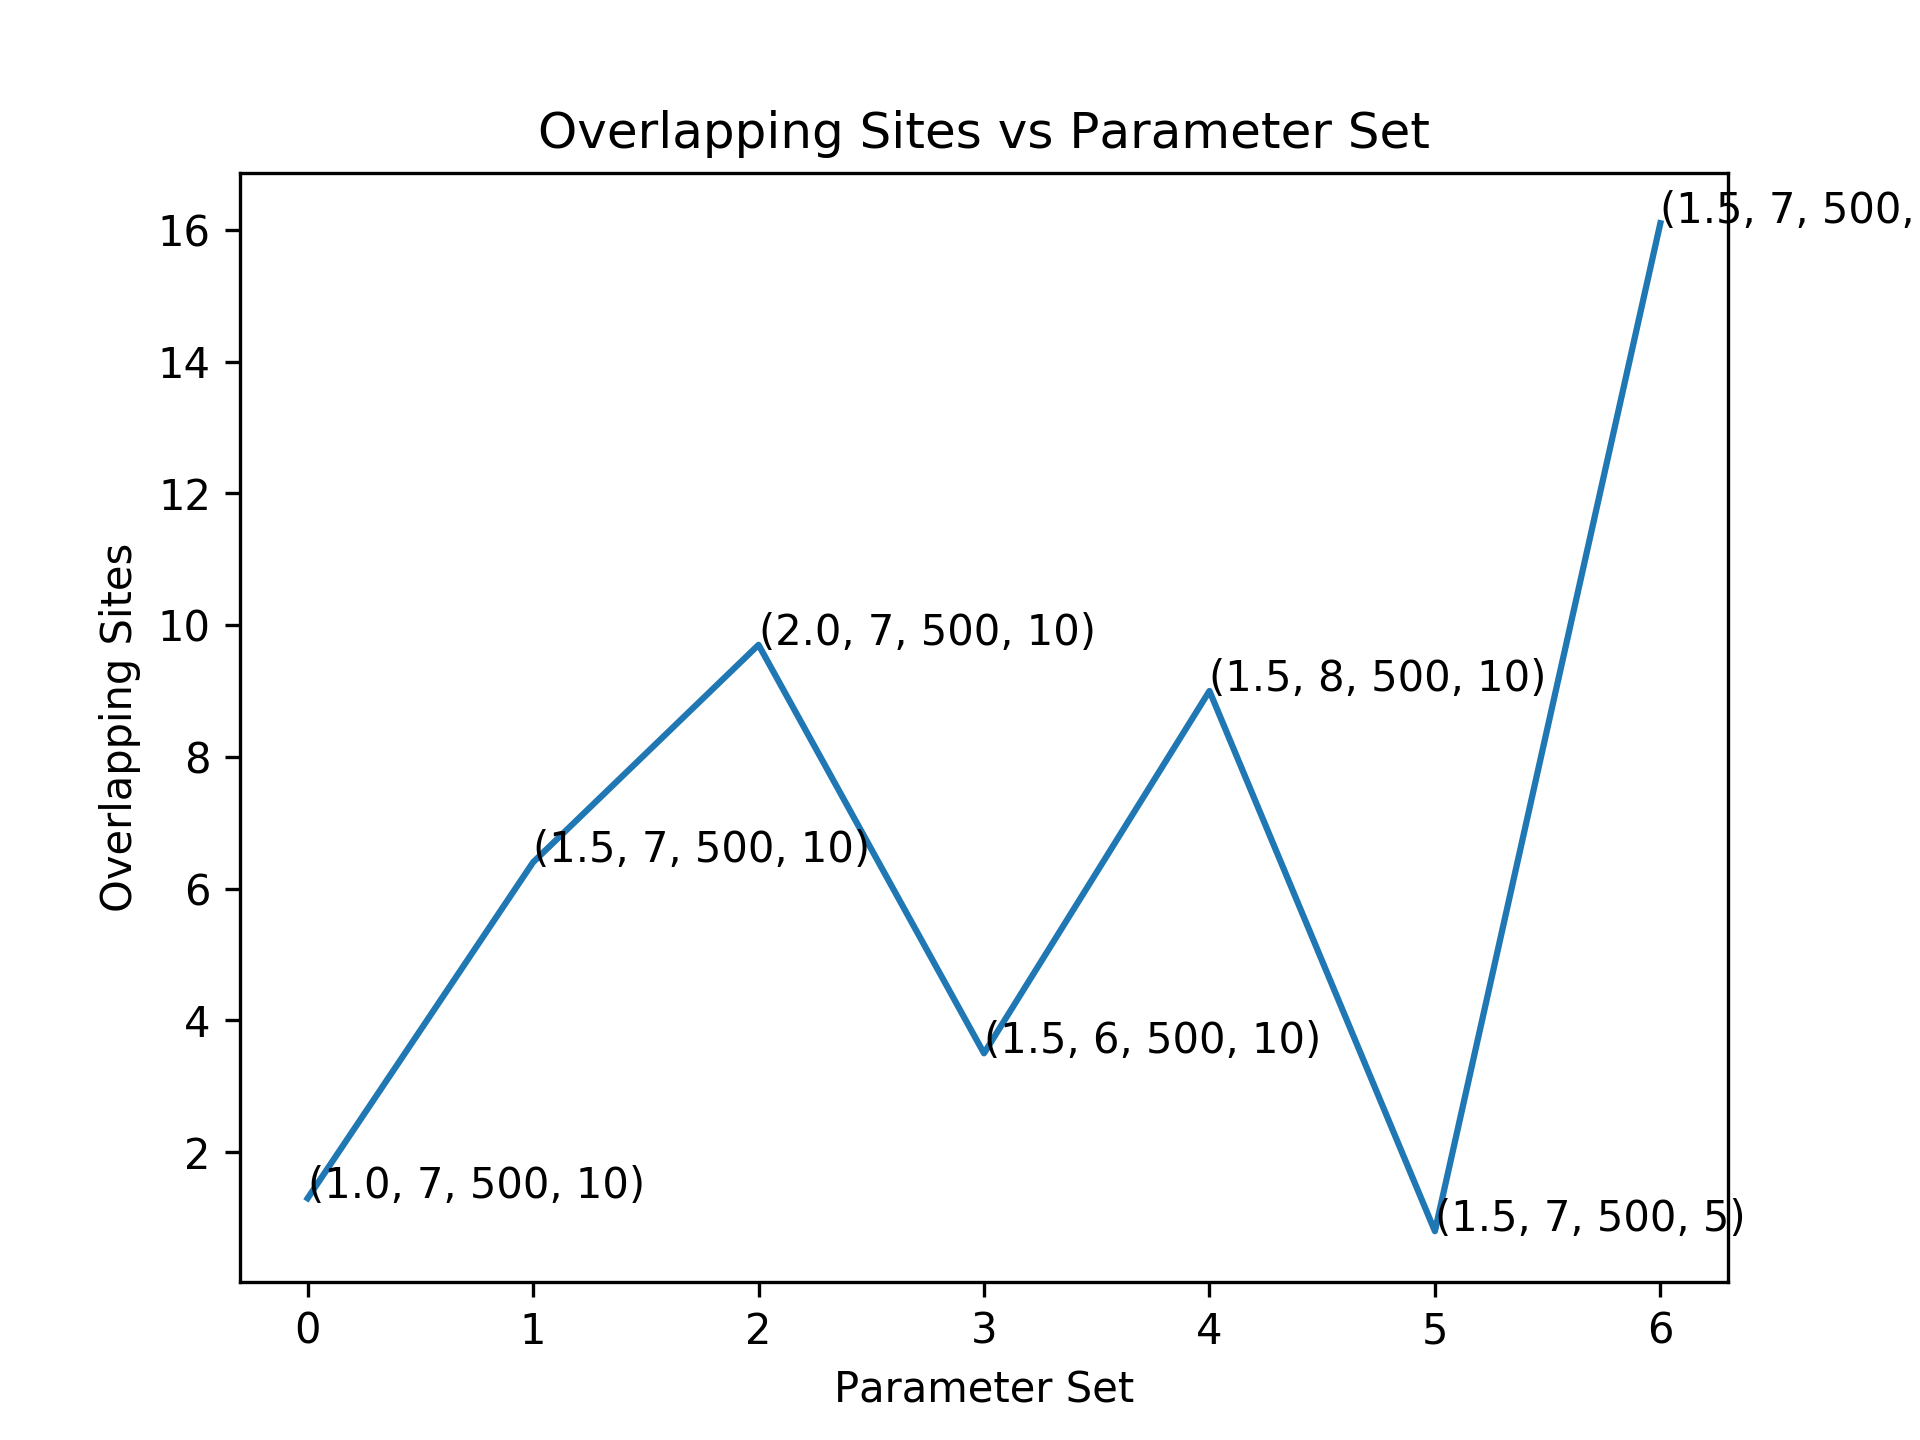 Overlapping Sites vs Parameter Set
(1.5, 7, 500,
16
14
12
10
(2.0, 7, 500, 10)
(1.5, 8, 500, 10)
8
(1.5, 7, 500, 10)
6
4
(1.5, 6, 500, 10)
2
(1.0, 7, 500, 10)
(1.5, 7, 500, 5)
Overlapping Sites
0 1 2 3 4 5 6
Parameter Set